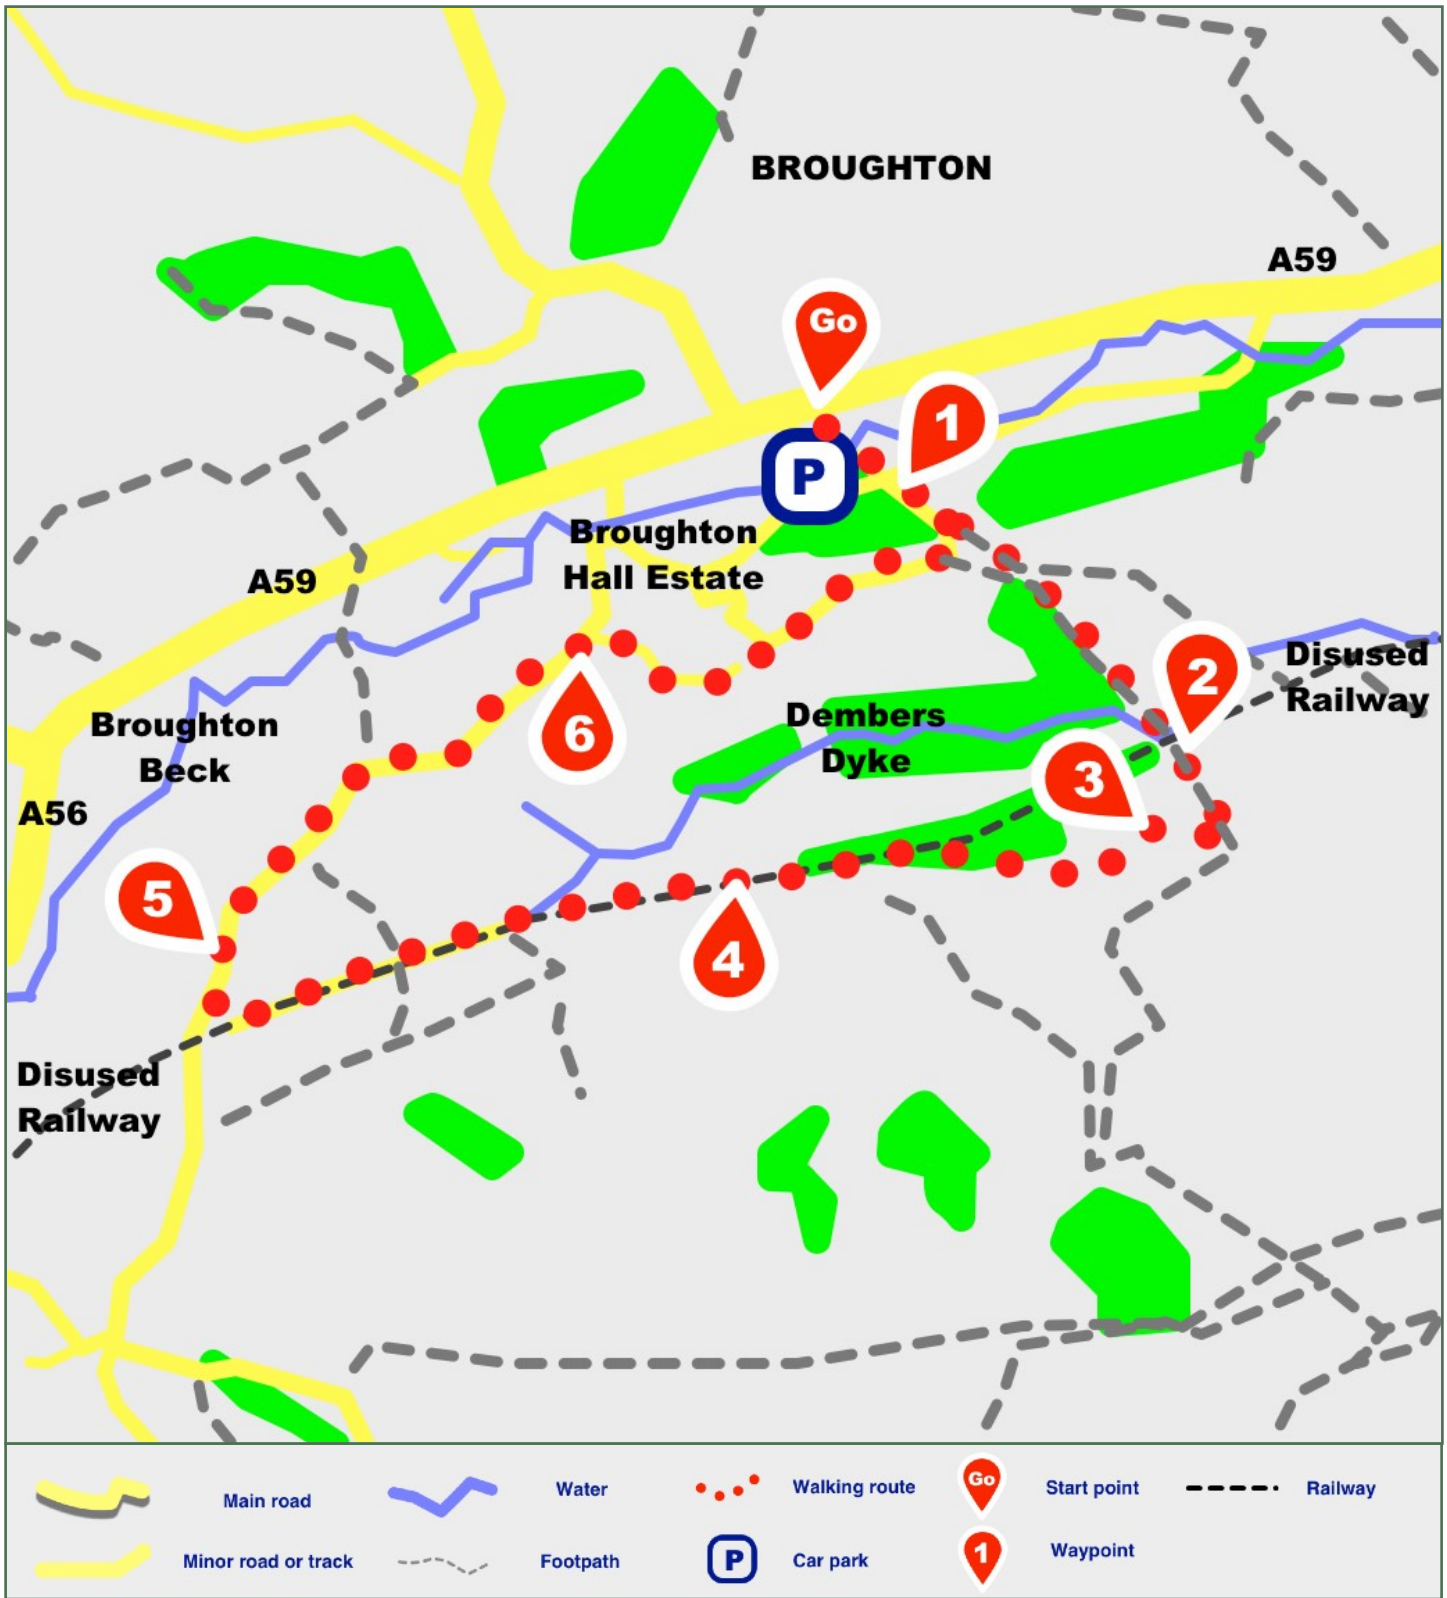 BROUGHTON
A59
Go
1
P
Broughton
Hall Estate
A59
Disused
Railway
2
Broughton
Beck
6
Dembers
Dyke
3
A56
5
4
Disused
Railway
Main road
Water
Walking route
Go
Start point
Railway
Minor road or track
Footpath
P
Car park
1
Waypoint